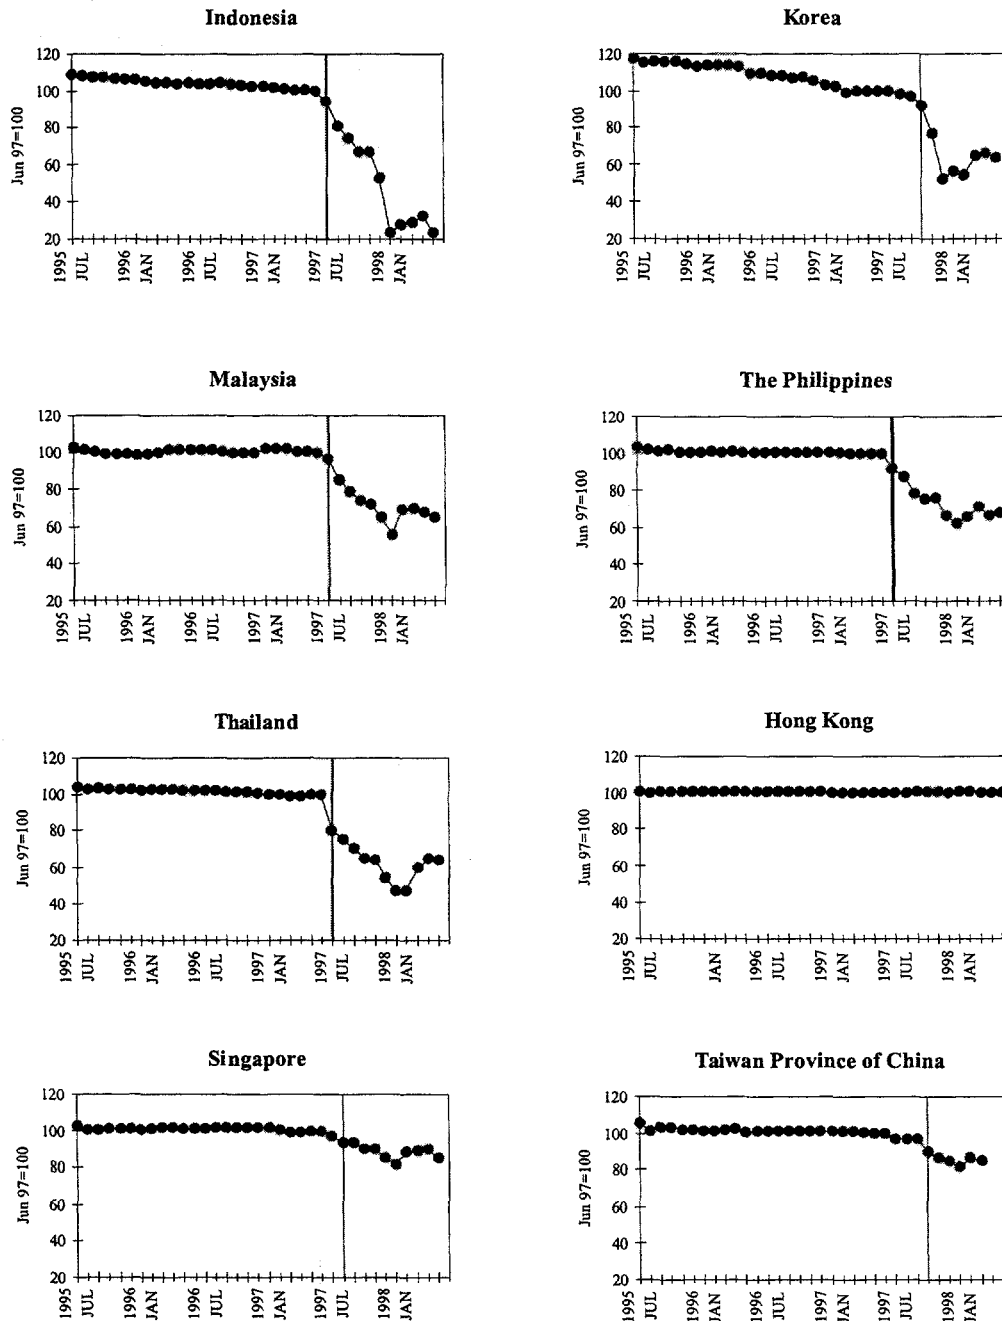 Indonesia
Jun 97=100
120
100
80
60
40
20
1995 JUL
1996 JAN
1996 JUL
1997 JAN
1997 JUL
1998 JAN
Korea
Jun 97=100
120
100
80
60
40
20
1995 JUL
1996 JAN
1996 JUL
1997 JAN
1997 JUL
1998 JAN
Malaysia
Jun 97=100
120
100
80
60
40
20
1995 JUL
1996 JAN
1996 JUL
1997 JAN
1997 JUL
1998 JAN
The Philippines
Jun 97=100
120
100
80
60
40
20
1995 JUL
1996 JAN
1996 JUL
1997 JAN
1997 JUL
1998 JAN
Thailand
Jun 97=100
120
100
80
60
40
20
1995 JUL
1996 JAN
1996 JUL
1997 JAN
1997 JUL
1998 JAN
Hong Kong
Jun 97=100
120
100
80
60
40
20
1995 JUL
JAN
1996 JUL
1997 JAN
1997 JUL
1998 JAN
Singapore
Jun 97=100
120
100
80
60
40
20
1995 JUL
1996 JAN
1996 JUL
1997 JAN
1997 JUL
1998 JAN
Taiwan Province of China
Jun 97=100
120
100
80
60
40
20
1995 JUL
1996 JAN
1996 JUL
1997 JAN
1997 JUL
1998 JAN